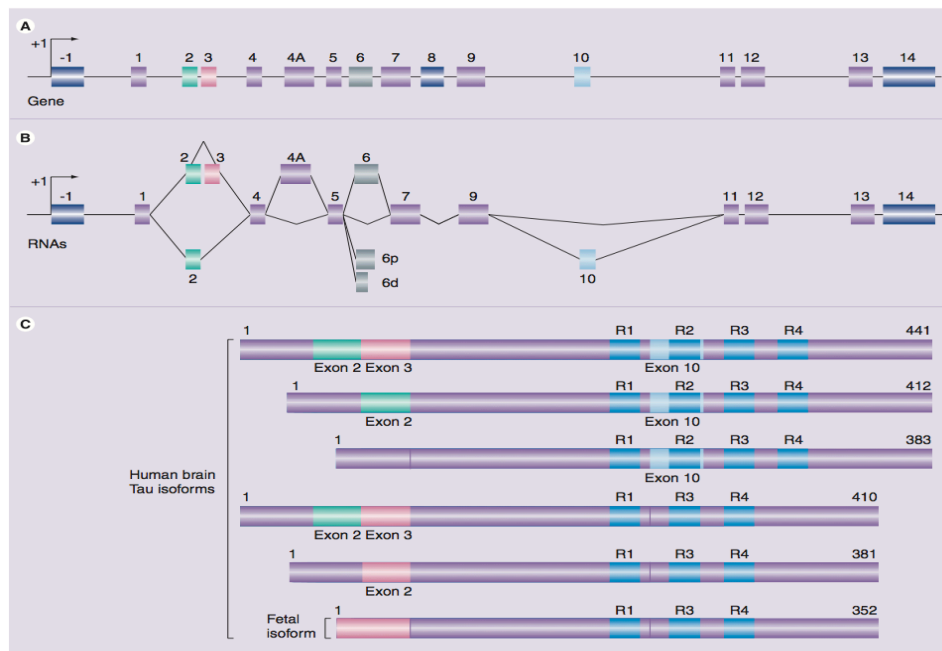 A
+1
-1 1 2 3 4 4A 5 6 7 8 9 10 11 12 13 14
Gene
B
2 3 4A 6
+1
-1 1 4 5 7 9 11 12 13 14
RNAs
6p
2 6d 10
C
1 R1 R2 R3 R4 441
Exon 2 Exon 3 Exon 10
1 R1 R2 R3 R4 412
Exon 2 Exon 10
1 R1 R2 R3 R4 383
Exon 10
Human brain
Tau isoforms
1 R1 R3 R4 410
Exon 2 Exon 3
1 R1 R3 R4 381
Exon 2
Fetal
isoform
1 R1 R3 R4 352